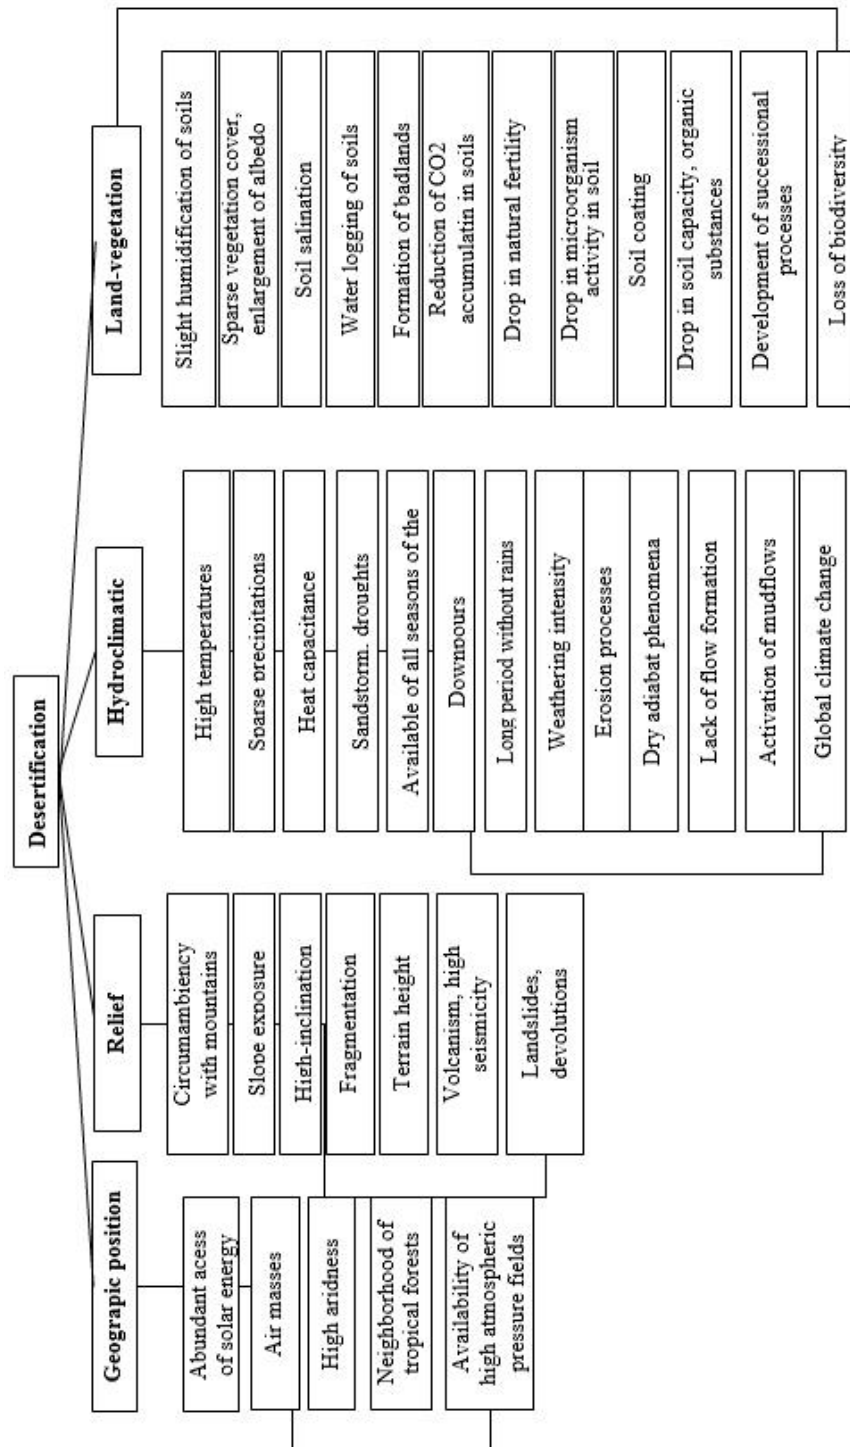 Desertification
Geograpic position
Abundant acess
of solar energy
Air masses
High aridness
Neighborhood of
tropical forests
Availability of
high atmospheric
pressure fields
Relief
Circumambiency
with mountains
Slope exposure
High-inclination
Fragmentation
Terrain height
Volcanism, high
seismicity
Landslides,
devolutions
Hydroclimatic
High temperatures
Sparse precipitations
Heat capacitance
Sandstorm. droughts
Available of all seasons of the
Downpours
Long period without rains
Weathering intensity
Erosion processes
Dry adiabat phenomena
Lack of flow formation
Activation of mudflows
Global climate change
Land-vegetation
Slight humidification of soils
Sparse vegetation cover,
enlargement of albedo
Soil salination
Water logging of soils
Formation of badlands
Reduction of CO2
accumulatin in soils
Drop in natural fertility
Drop in microorganism
activity in soil
Soil coating
Drop in soil capacity, organic
substances
Development of successional
processes
Loss of biodiversity